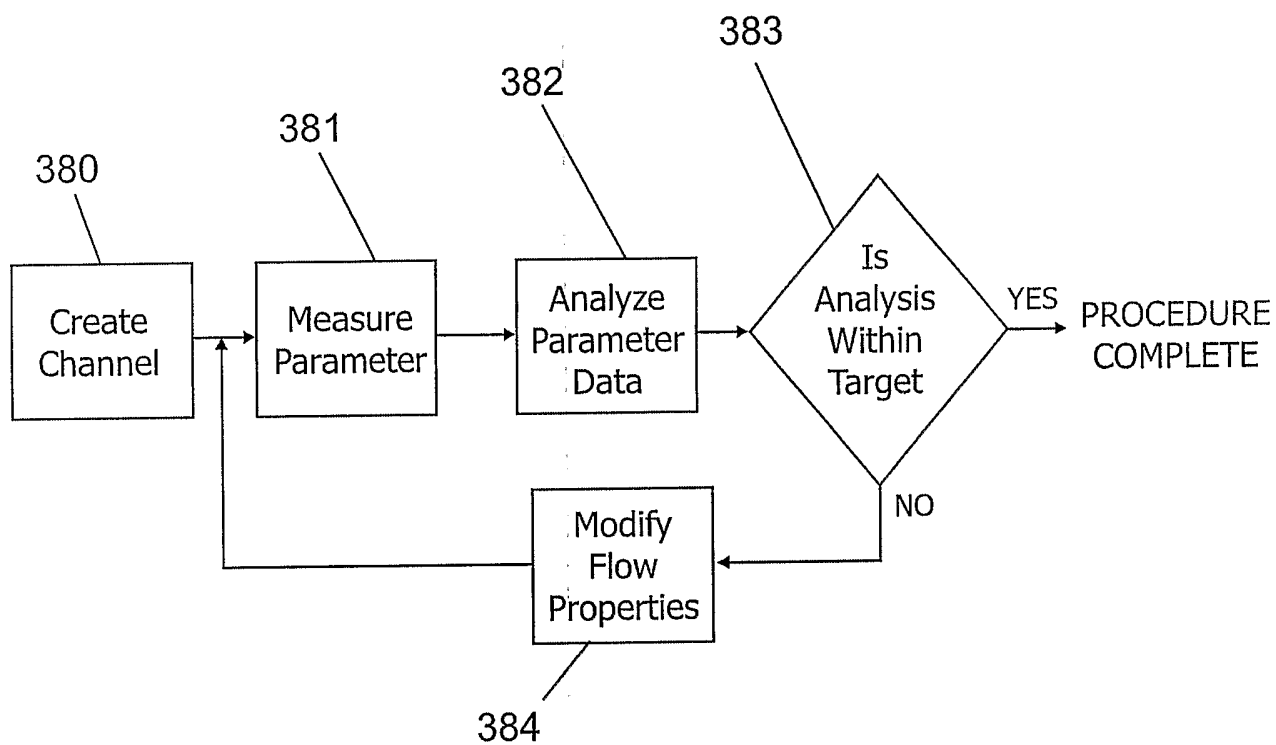 380
381
382
383
Create
Channel
Measure
Parameter
Analyze
Parameter
Data
Is
Analysis
Within
Target
YES
PROCEDURE
COMPLETE
NO
Modify
Flow
Properties
384